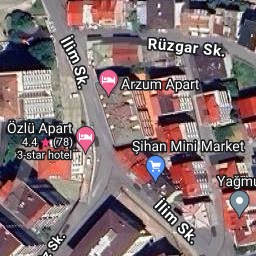 İlim Sk.
Rüzgar Sk.
Arzum Apart
Özlü Apart
4.4 ★ (78)
3-star hotel
Şihan Mini Market
İlim Sk.
Sk.